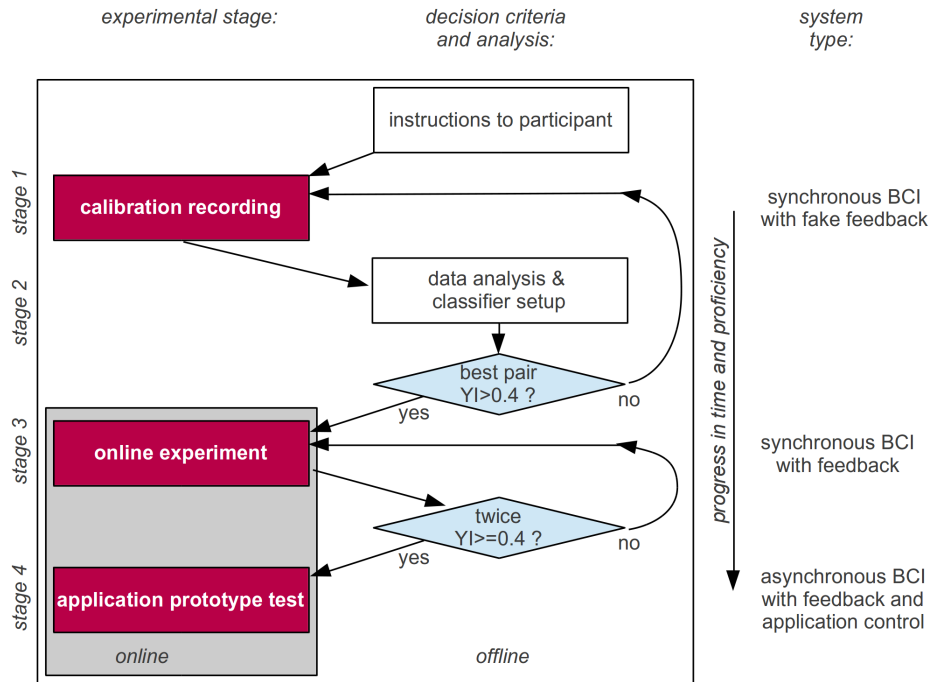 experimental stage:
decision criteria
and analysis:
system
type:
instructions to participant
stage 1
calibration recording
synchronous BCI
with fake feedback
stage 2
data analysis &
classifier setup
best pair
YI>0.4 ?
yes
no
progress in time and proficiency
stage 3
online experiment
synchronous BCI
with feedback
twice
YI>=0.4 ?
yes
no
stage 4
application prototype test
asynchronous BCI
with feedback and
application control
online
offline